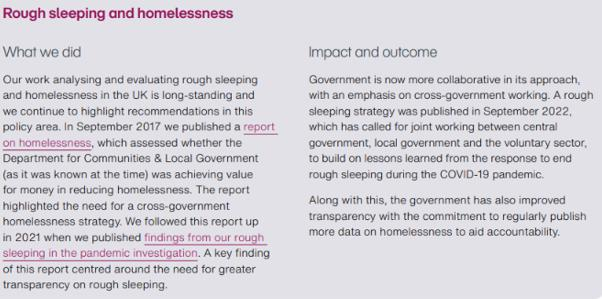 Rough sleeping and homelessness
What we did
Our work analysing and evaluating rough sleeping
and homelessness in the UK is long-standing and
we continue to highlight recommendations in this
policy area. In September 2017 we published a report
on homelessness, which assessed whether the
Department for Communities & Local Government
(as it was known at the time) was achieving value
for money in reducing homelessness. The report
highlighted the need for a cross-government
homelessness strategy. We followed this report up
in 2021 when we published findings from our rough
sleeping in the pandemic investigation. A key finding
of this report centred around the need for greater
transparency on rough sleeping.
Impact and outcome
Government is now more collaborative in its approach,
with an emphasis on cross-government working. A rough
sleeping strategy was published in September 2022,
which has called for joint working between central
government, local government and the voluntary sector,
to build on lessons learned from the response to end
rough sleeping during the COVID-19 pandemic.
Along with this, the government has also improved
transparency with the commitment to regularly publish
more data on homelessness to aid accountability.